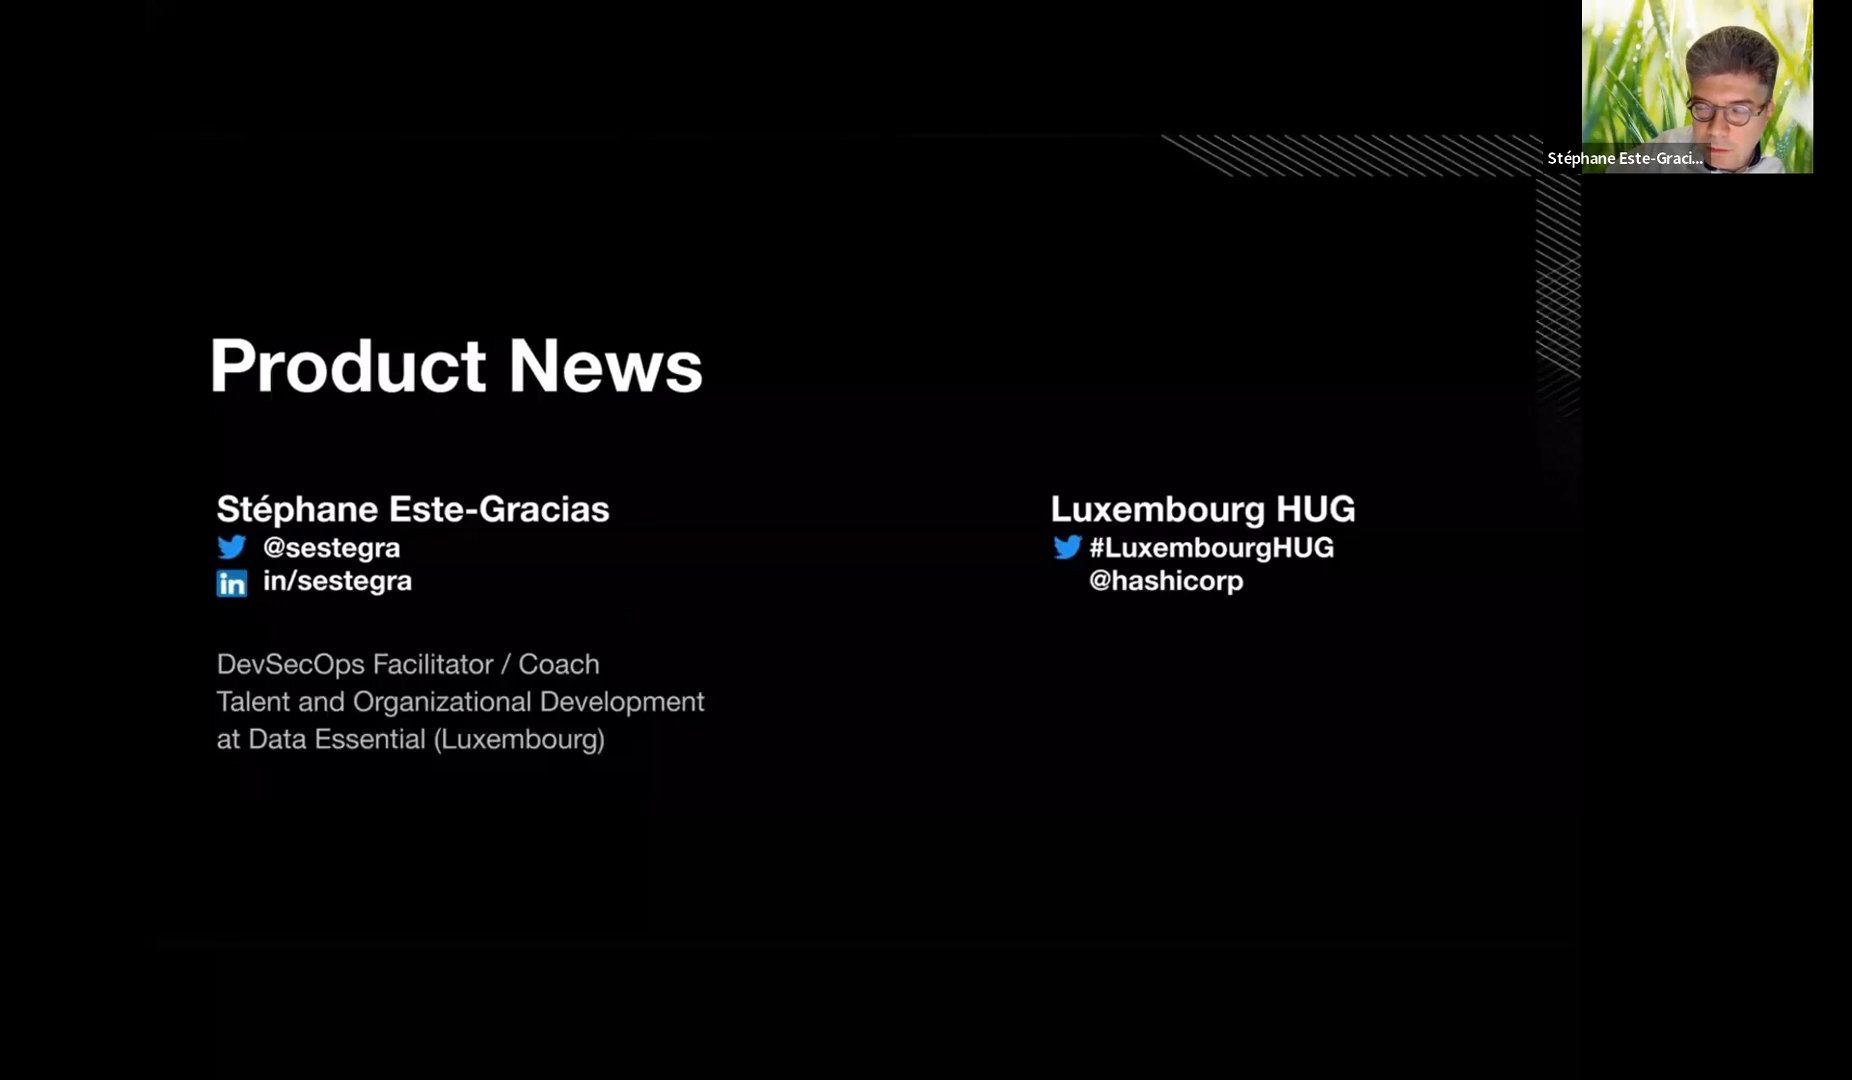 Stéphane Este-Graci...
Product News
Stéphane Este-Gracias
@sestegra
in/sestegra
DevSecOps Facilitator / Coach
Talent and Organizational Development
at Data Essential (Luxembourg)
Luxembourg HUG
#LuxembourgHUG
@hashicorp